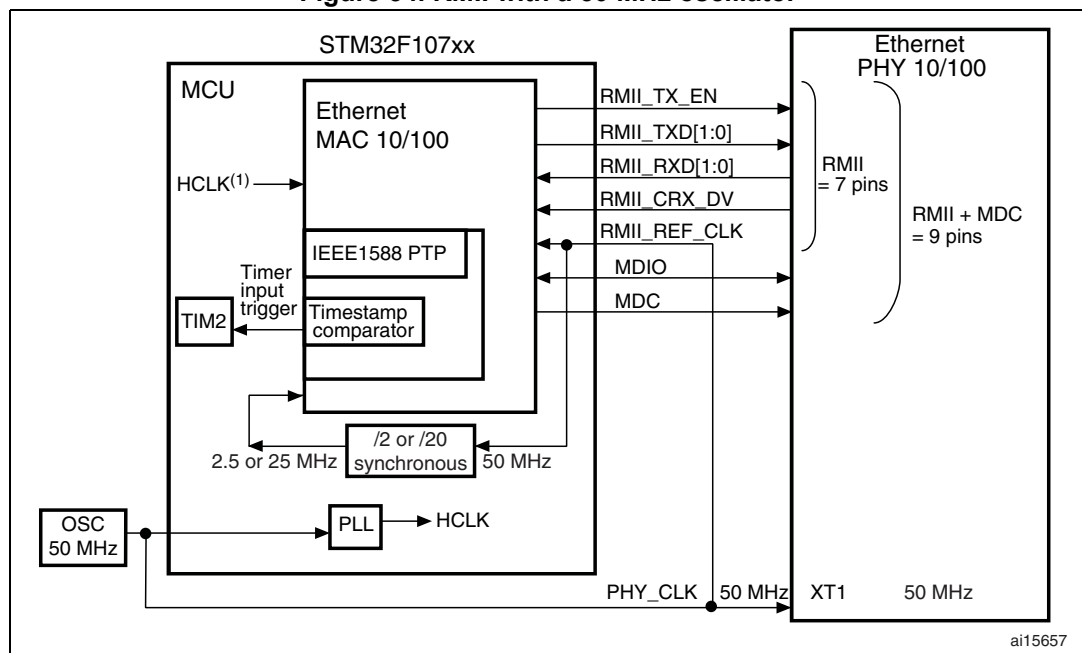 STM32F107xx
MCU
Ethernet
MAC 10/100
HCLK(1)
IEEE1588 PTP
Timer
input
trigger
TIM2
Timestamp
comparator
/2 or /20
synchronous
2.5 or 25 MHz
50 MHz
OSC
50 MHz
PLL
HCLK
RMII_TX_EN
RMII_TXD[1:0]
RMII_RXD[1:0]
RMII_CRX_DV
RMII_REF_CLK
MDIO
MDC
Ethernet
PHY 10/100
RMII
= 7 pins
RMII + MDC
= 9 pins
PHY_CLK
50 MHz
XT1
50 MHz
ai15657